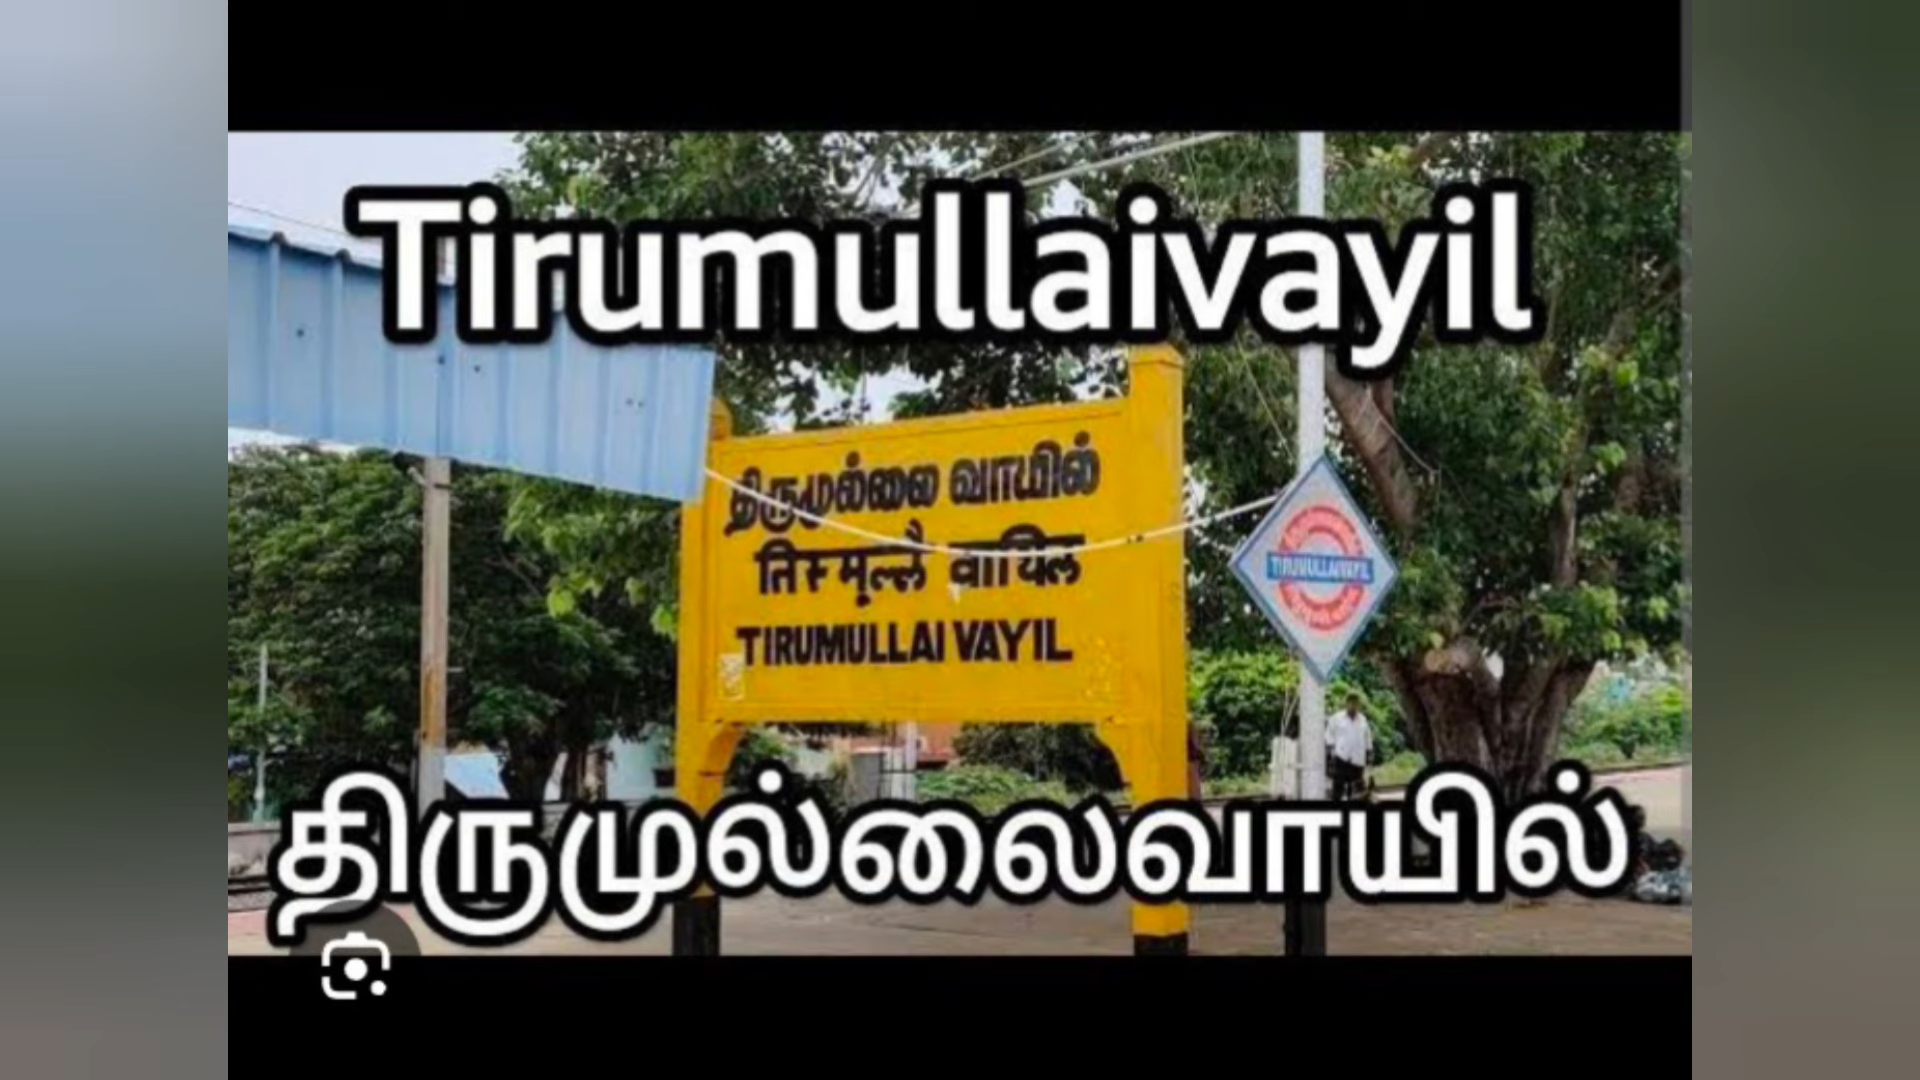 Tirumullaivayil
திருமுல்லை வாயில்
तिरुमुल्लै वायिल
TIRUMULLAI VAYIL
TIRUMULLAIVAYIL
திருமுல்லைவாயில்